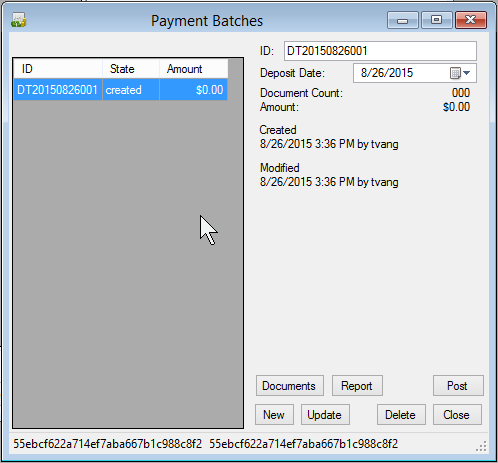 Payment Batches
ID State Amount
DT20150826001 created $0.00
ID: DT20150826001
Deposit Date: 8/26/2015
Document Count: 000
Amount: $0.00
Created
8/26/2015 3:36 PM by tvang
Modified
8/26/2015 3:36 PM by tvang
Documents Report Post
New Update Delete Close
55ebcf622a714ef7aba667b1c988c8f2 55ebcf622a714ef7aba667b1c988c8f2